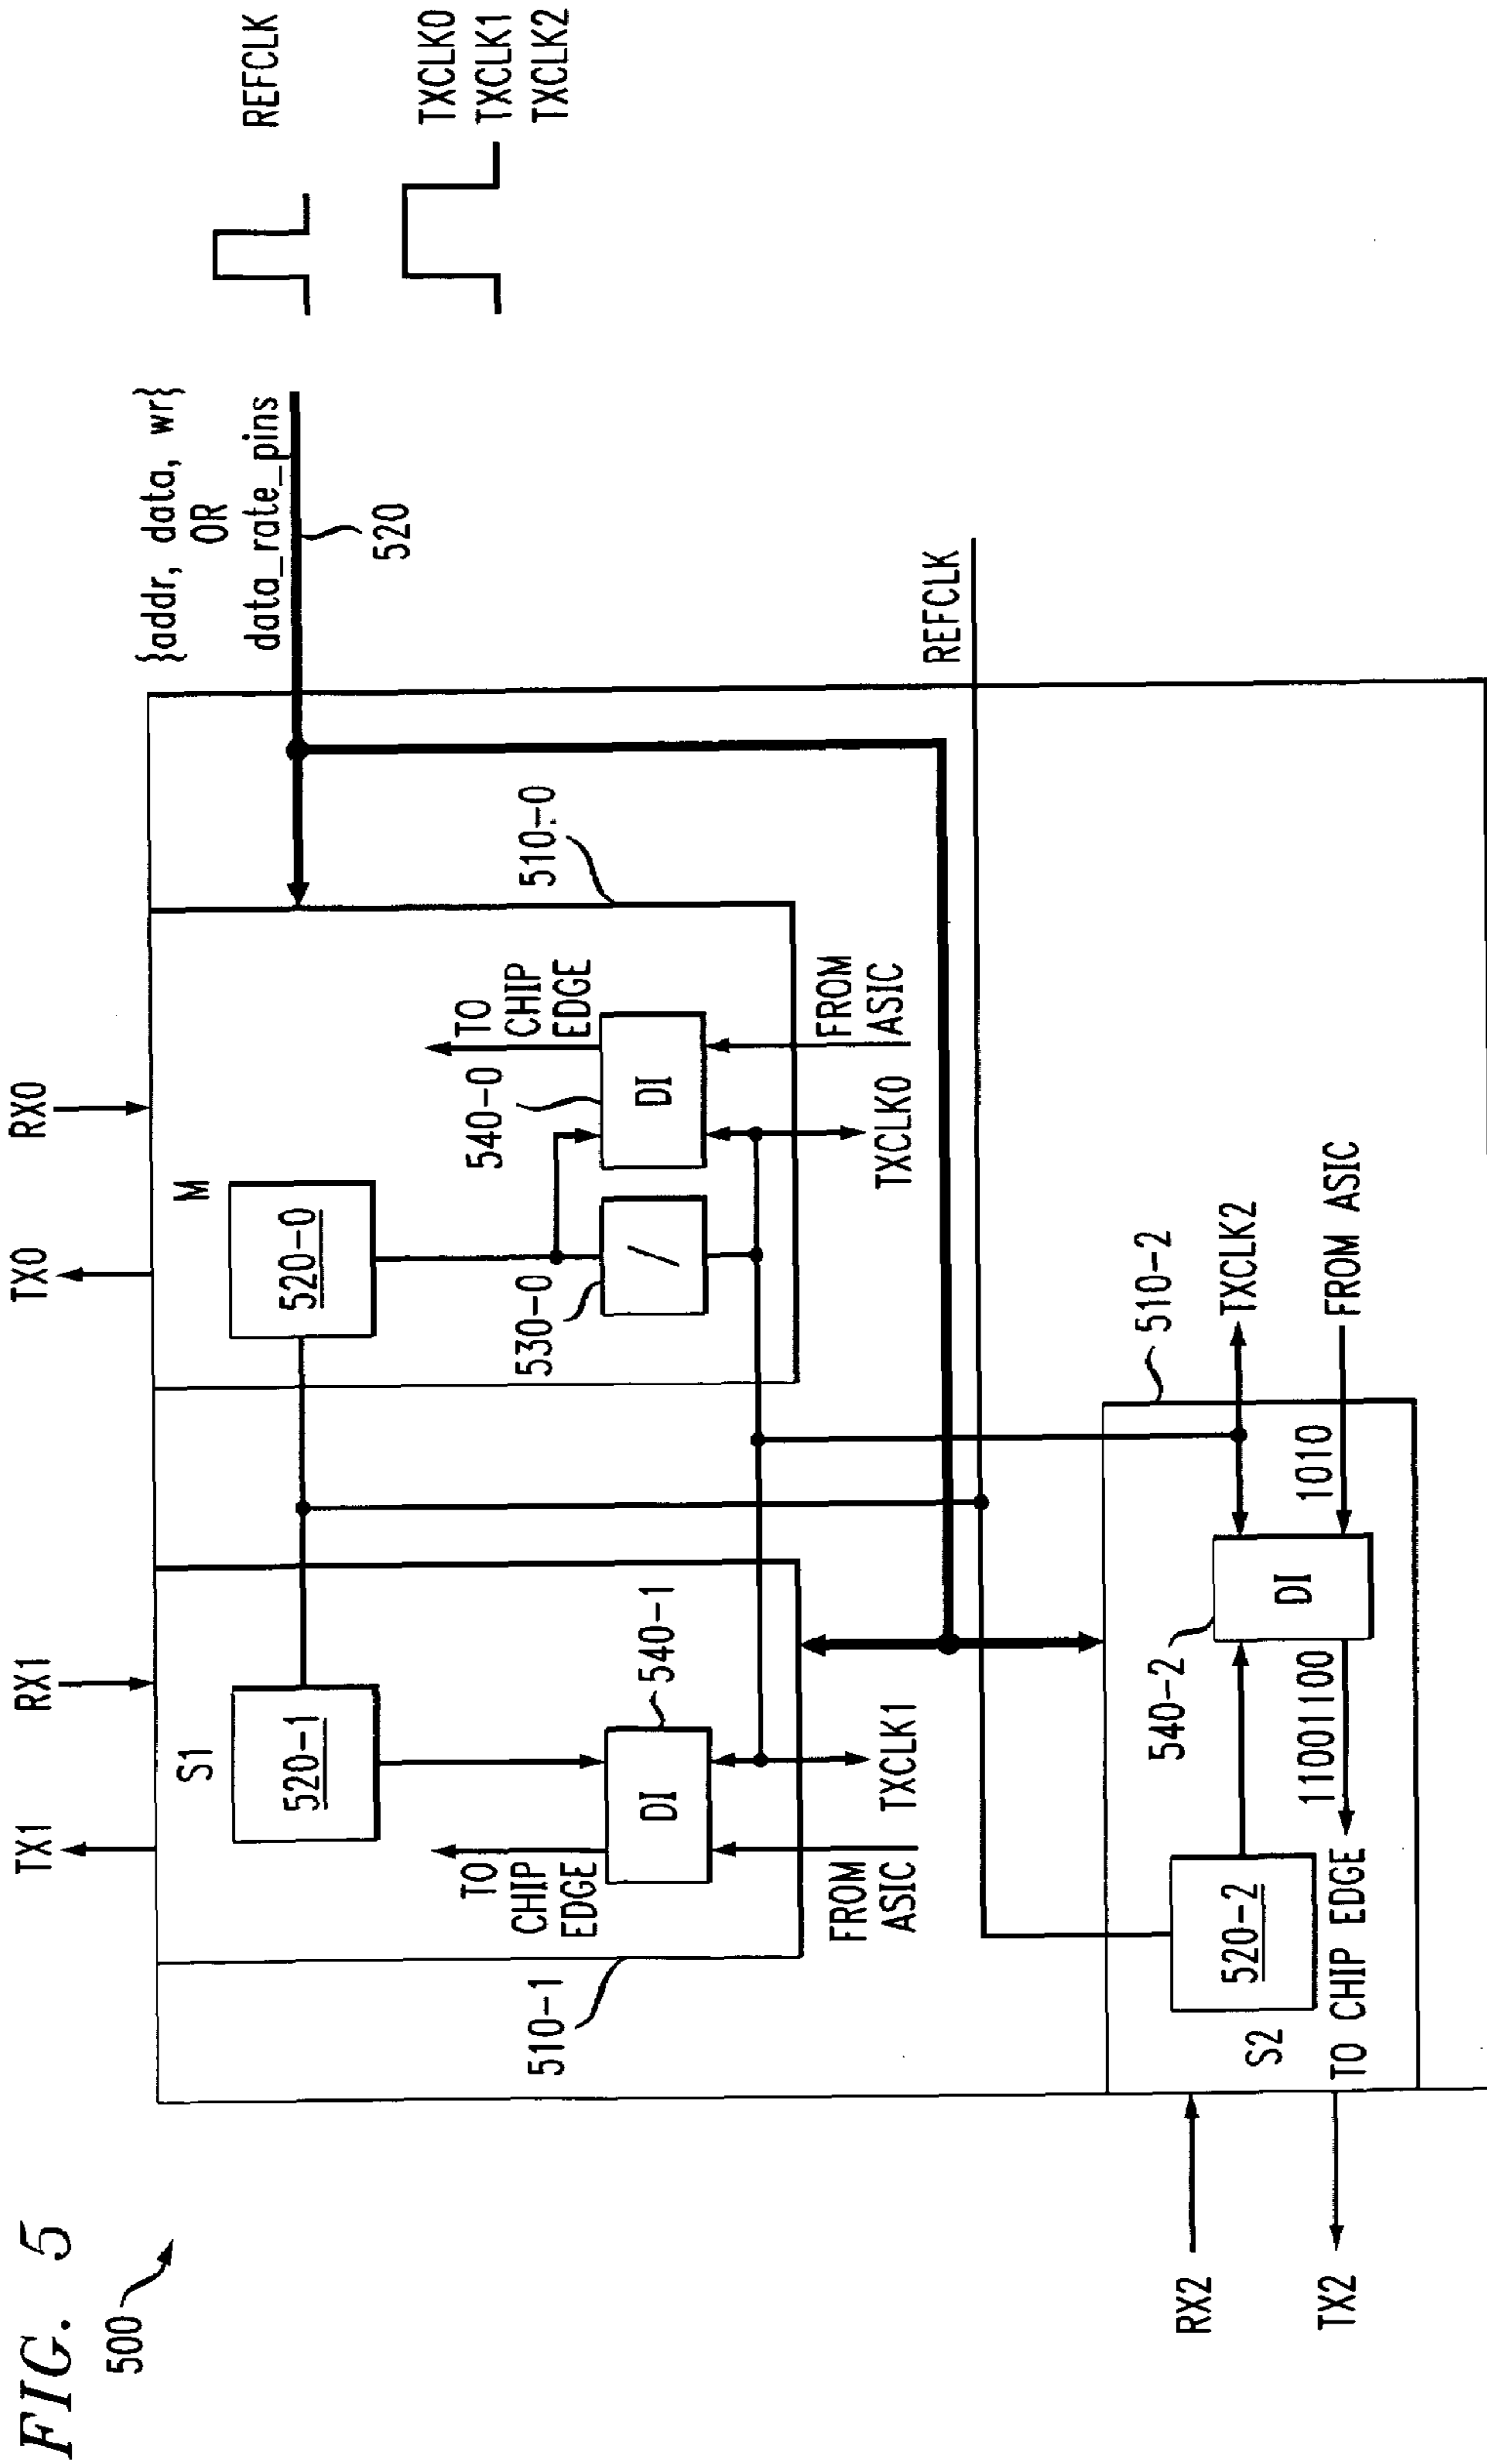 FIG. 5
500
TX1
RX1
TX0
RX0
S1
520-1
M
520-0
{addr, data, wr}
OR
data_rate_pins
520
REFCLK
TXCLK0
TXCLK1
TXCLK2
510-1
TO
CHIP
EDGE
DI
540-1
FROM
ASIC
TXCLK1
530-0
/
540-0
DI
TO
CHIP
EDGE
510-0
TXCLK0
FROM
ASIC
REFCLK
RX2
TX2
S2
520-2
TO CHIP EDGE
11001100
540-2
DI
1010
510-2
TXCLK2
FROM ASIC